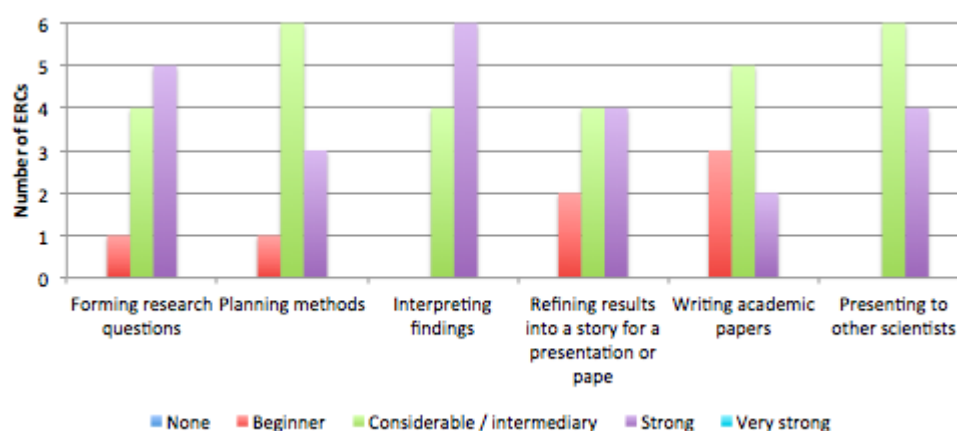 Number of ERCs
6
5
4
3
2
1
0
Forming research
questions
Planning methods
Interpreting
findings
Refining results
into a story for a
presentation or
pape
Writing academic
papers
Presenting to
other scientists
None
Beginner
Considerable / intermediary
Strong
Very strong